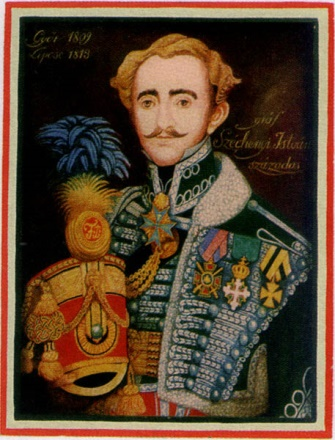 Győr 1809
Lipcse 1813
gróf
Széchenyi István
százados